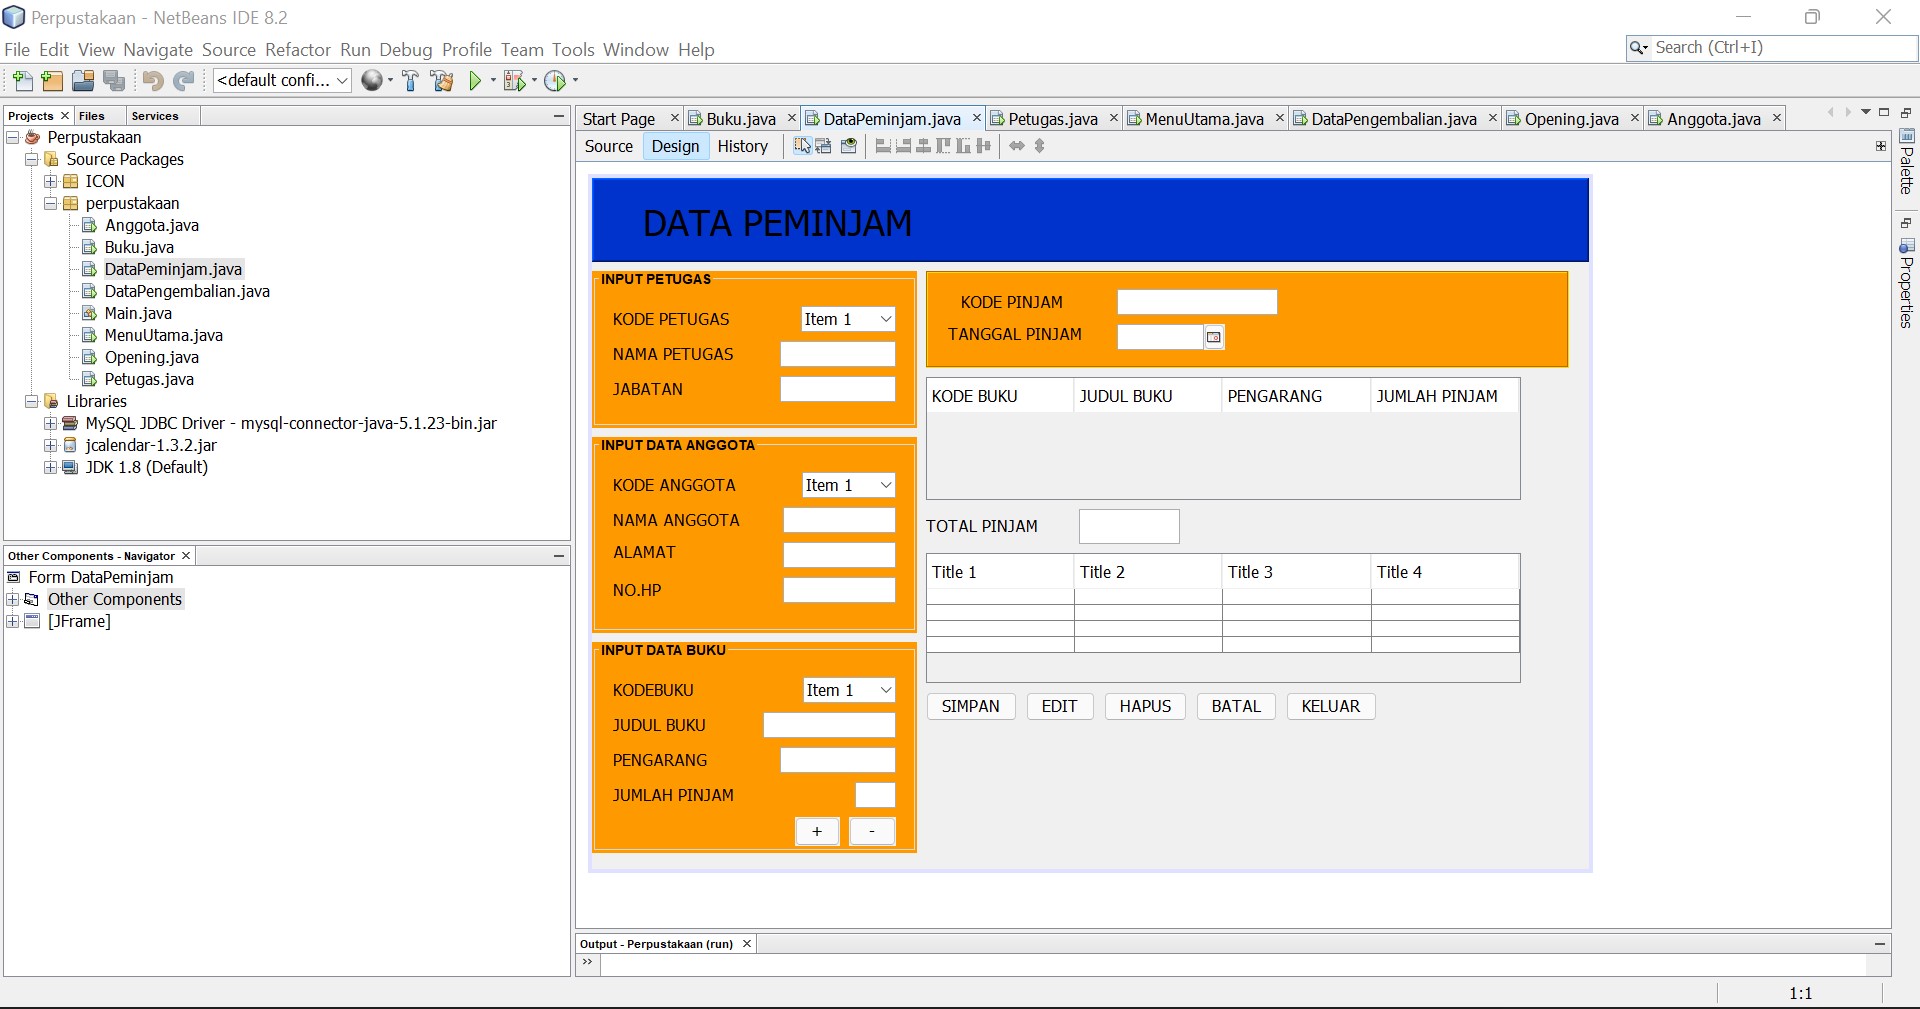 Perpustakaan - NetBeans IDE 8.2
File Edit View Navigate Source Refactor Run Debug Profile Team Tools Window Help
Search (Ctrl+I)
<default confi...
Projects Files Services
Perpustakaan
Source Packages
ICON
perpustakaan
Anggota.java
Buku.java
DataPeminjam.java
DataPengembalian.java
Main.java
MenuUtama.java
Opening.java
Petugas.java
Libraries
MySQL JDBC Driver - mysql-connector-java-5.1.23-bin.jar
jcalendar-1.3.2.jar
JDK 1.8 (Default)
Other Components - Navigator
Form DataPeminjam
Other Components
[JFrame]
Start Page Buku.java DataPeminjam.java Petugas.java MenuUtama.java DataPengembalian.java Opening.java Anggota.java
Source Design History
DATA PEMINJAM
INPUT PETUGAS
KODE PETUGAS Item 1
NAMA PETUGAS
JABATAN
INPUT DATA ANGGOTA
KODE ANGGOTA Item 1
NAMA ANGGOTA
ALAMAT
NO.HP
INPUT DATA BUKU
KODEBUKU Item 1
JUDUL BUKU
PENGARANG
JUMLAH PINJAM
+ -
KODE PINJAM
TANGGAL PINJAM
KODE BUKU JUDUL BUKU PENGARANG JUMLAH PINJAM
TOTAL PINJAM
Title 1 Title 2 Title 3 Title 4
SIMPAN EDIT HAPUS BATAL KELUAR
Palette
Properties
Output - Perpustakaan (run)
>>
1:1